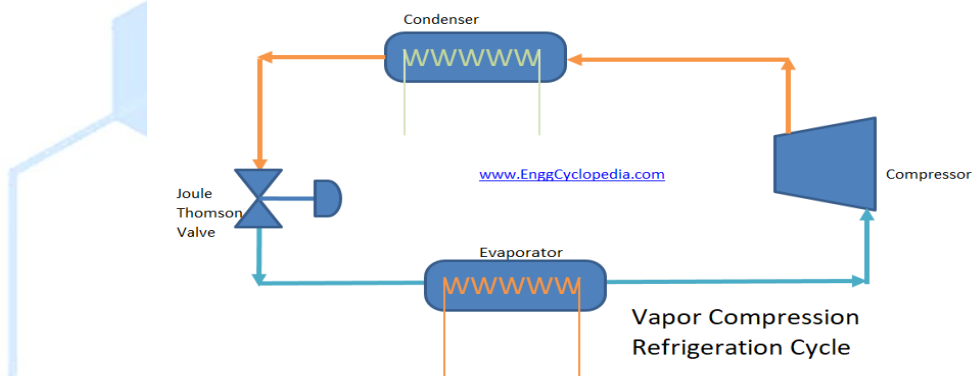 Condenser
www.EnggCyclopedia.com
Compressor
Joule
Thomson
Valve
Evaporator
Vapor Compression
Refrigeration Cycle